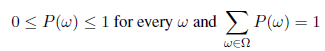 0 ≤ P(ω) ≤ 1 for every ω and ∑ P(ω) = 1
ω∈Ω